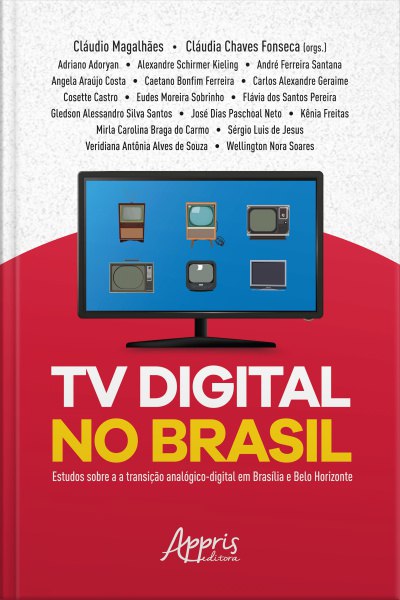 Cláudio Magalhães • Cláudia Chaves Fonseca (orgs.)
Adriano Adoryan • Alexandre Schirmer Kieling • André Ferreira Santana
Angela Araújo Costa • Caetano Bonfim Ferreira • Carlos Alexandre Geraime
Cosette Castro • Eudes Moreira Sobrinho • Flávia dos Santos Pereira
Gledson Alessandro Silva Santos • José Dias Paschoal Neto • Kênia Freitas
Mirla Carolina Braga do Carmo • Sérgio Luis de Jesus
Veridiana Antônia Alves de Souza • Wellington Nora Soares
TV DIGITAL
NO BRASIL
Estudos sobre a a transição analógico-digital em Brasília e Belo Horizonte
Appris
editora